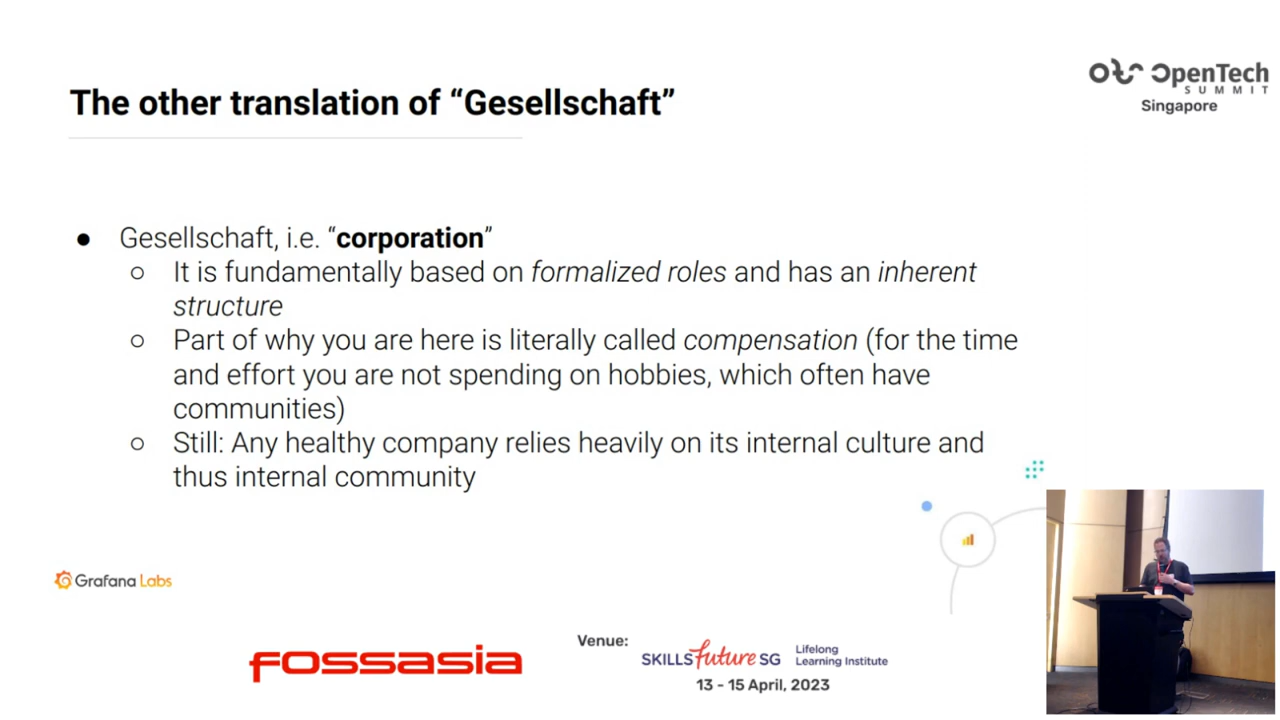 The other translation of “Gesellschaft”
OpenTech
SUMMIT
Singapore
● Gesellschaft, i.e. “corporation”
○ It is fundamentally based on formalized roles and has an inherent
structure
○ Part of why you are here is literally called compensation (for the time
and effort you are not spending on hobbies, which often have
communities)
○ Still: Any healthy company relies heavily on its internal culture and
thus internal community
Grafana Labs
fossasia
Venue:
SKILLSfuture SG
Lifelong
Learning Institute
13 - 15 April, 2023